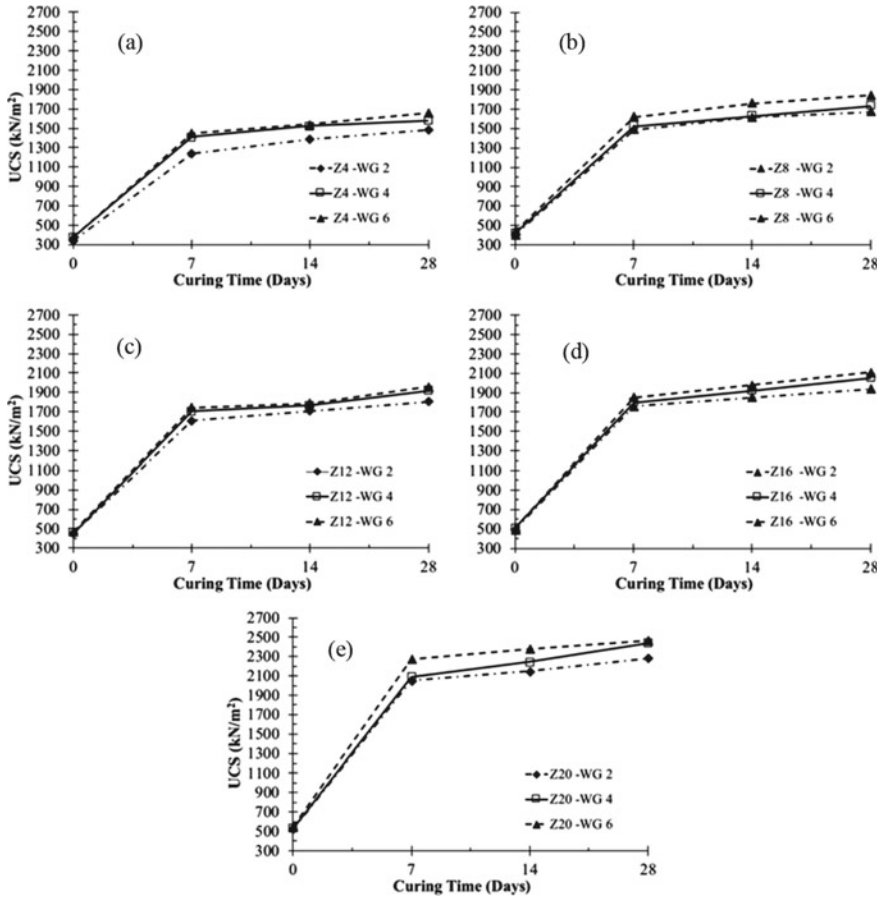 (a)
UCS (kN/m²)
2700
2500
2300
2100
1900
1700
1500
1300
1100
900
700
500
300
Z4 -WG 2
Z4 -WG 4
Z4 -WG 6
0 7 14 28
Curing Time (Days)
(b)
2700
2500
2300
2100
1900
1700
1500
1300
1100
900
700
500
300
Z8 -WG 2
Z8 -WG 4
Z8 -WG 6
0 7 14 28
Curing Time (Days)
(c)
UCS (kN/m²)
2700
2500
2300
2100
1900
1700
1500
1300
1100
900
700
500
300
Z12 -WG 2
Z12 -WG 4
Z12 -WG 6
0 7 14 28
Curing Time (Days)
(d)
2700
2500
2300
2100
1900
1700
1500
1300
1100
900
700
500
300
Z16 -WG 2
Z16 -WG 4
Z16 -WG 6
0 7 14 28
Curing Time (Days)
(e)
UCS (kN/m²)
2700
2500
2300
2100
1900
1700
1500
1300
1100
900
700
500
300
Z20 -WG 2
Z20 -WG 4
Z20 -WG 6
0 7 14 28
Curing Time (Days)